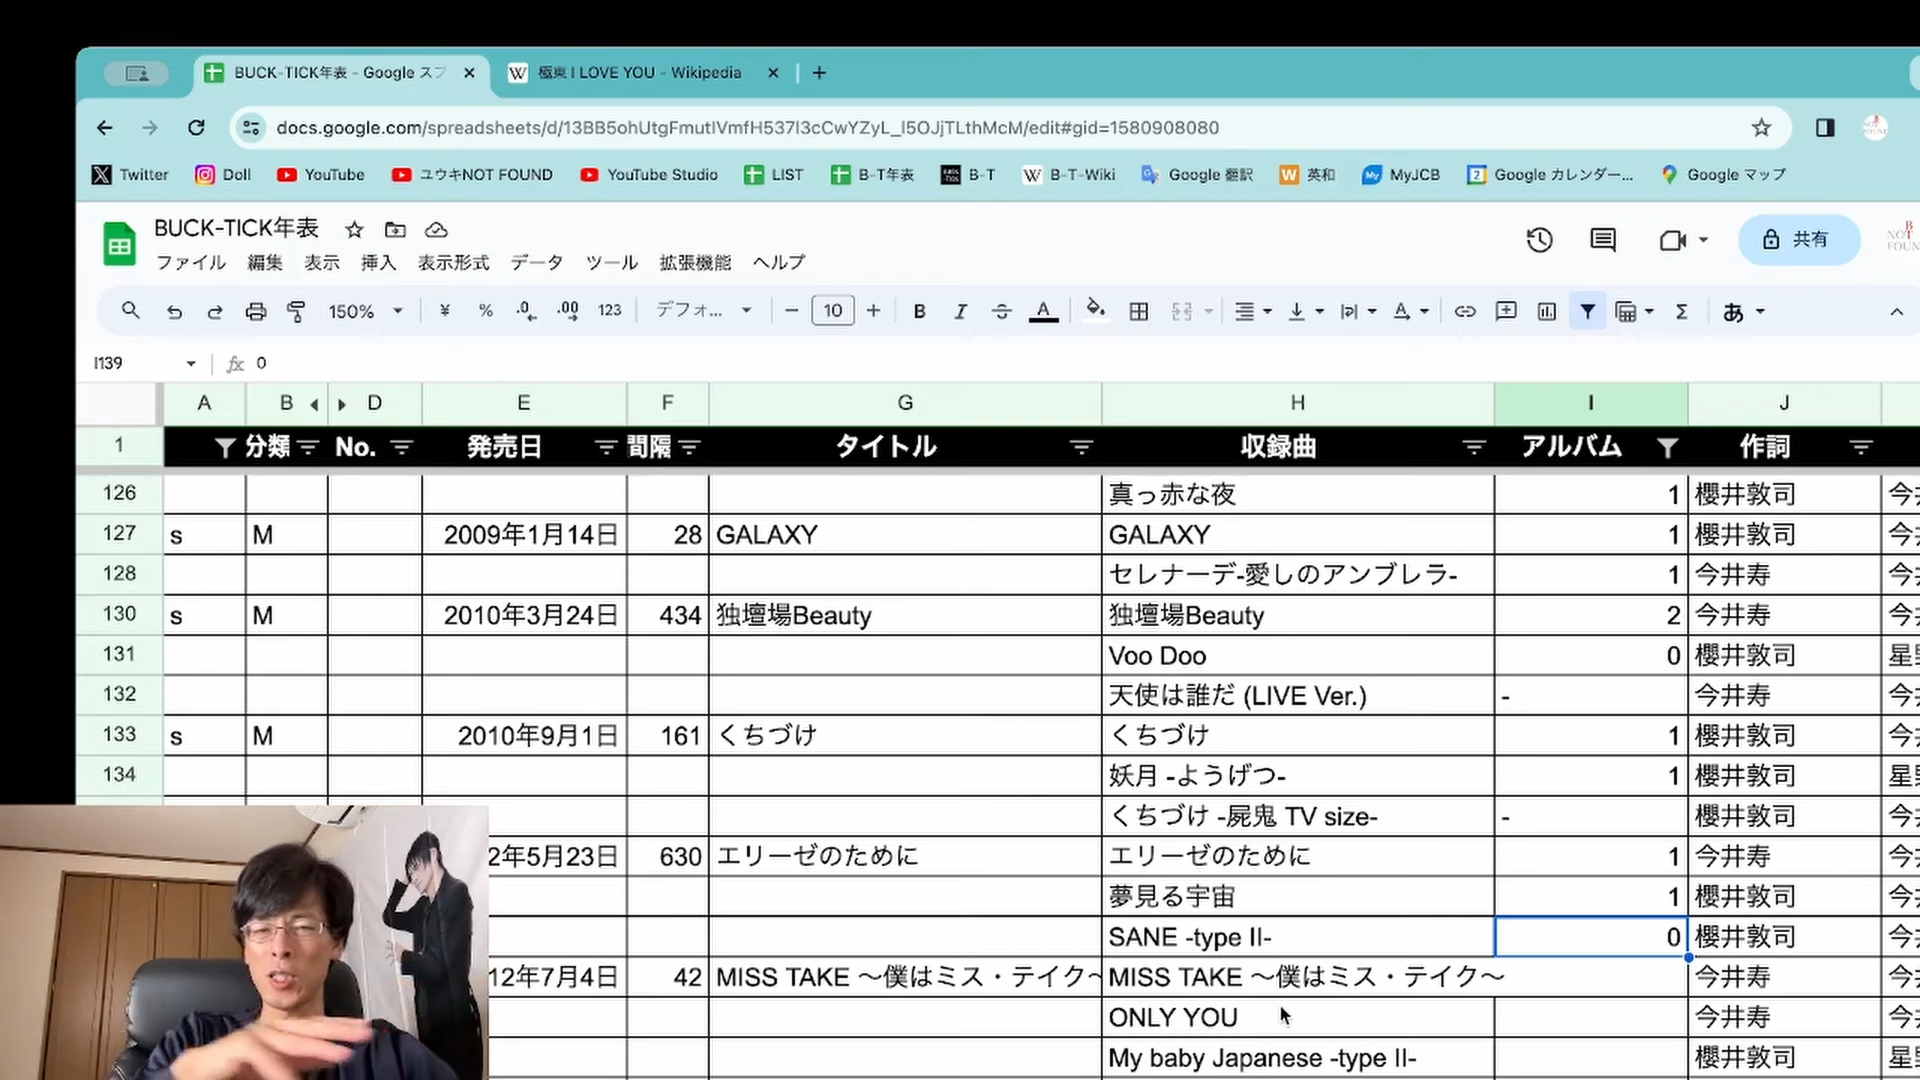 BUCK-TICK年表 - Google スプ
極東 I LOVE YOU - Wikipedia
docs.google.com/spreadsheets/d/13BB5ohUtgFmutIVmfH537I3cCwYZyL_I5OJjTLthMcM/edit#gid=1580908080
Twitter Doll YouTube ユウキNOT FOUND YouTube Studio LIST B-T年表 B-T B-T-Wiki Google 翻訳 英和 MyJCB Google カレンダー... Google マップ
BUCK-TICK年表
共有
ファイル 編集 表示 挿入 表示形式 データ ツール 拡張機能 ヘルプ
150% ¥ % .0 .00 123 デフォ... − 10 + B I A A Σ あ
I139 fx 0
A B D E F G H I J
1 分類 No. 発売日 間隔 タイトル 収録曲 アルバム 作詞
126 真っ赤な夜 1 櫻井敦司 今
127 s M 2009年1月14日 28 GALAXY GALAXY 1 櫻井敦司 今
128 セレナーデ-愛しのアンブレラ- 1 今井寿 今
130 s M 2010年3月24日 434 独壇場Beauty 独壇場Beauty 2 今井寿 今
131 Voo Doo 0 櫻井敦司 星
132 天使は誰だ (LIVE Ver.) - 今井寿 今
133 s M 2010年9月1日 161 くちづけ くちづけ 1 櫻井敦司 今
134 妖月 -ようげつ- 1 櫻井敦司 星
くちづけ -屍鬼 TV size- - 櫻井敦司 今
2年5月23日 630 エリーゼのために エリーゼのために 1 今井寿 今
夢見る宇宙 1 櫻井敦司 今
SANE -type II- 0 櫻井敦司 今
12年7月4日 42 MISS TAKE 〜僕はミス・テイク〜 MISS TAKE 〜僕はミス・テイク〜 今井寿 今
ONLY YOU 今井寿 今
My baby Japanese -type II- 櫻井敦司 星